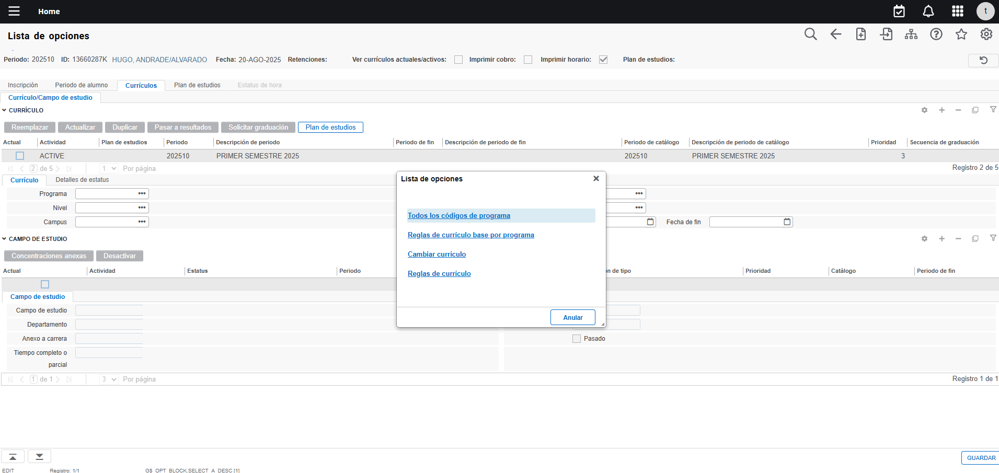 Home
t
Lista de opciones
Periodo: 202510 ID: 13660287K HUGO, ANDRADE/ALVARADO Fecha: 20-AGO-2025 Retenciones: Ver currículos actuales/activos: Imprimir cobro: Imprimir horario: Plan de estudios:
Inscripción Periodo de alumno Currículos Plan de estudios Estatus de hora
Currículo/Campo de estudio
CURRÍCULO
Reemplazar Actualizar Duplicar Pasar a resultados Solicitar graduación Plan de estudios
Actual Actividad Plan de estudios Periodo Descripción de periodo Periodo de fin Descripción de periodo de fin Periodo de catálogo Descripción de periodo de catálogo Prioridad Secuencia de graduación
ACTIVE 202510 PRIMER SEMESTRE 2025 202510 PRIMER SEMESTRE 2025 3
2 de 5 1 Por página Registro 2 de 5
Currículo Detalles de estatus
Programa
Nivel
Campus Fecha de fin
Lista de opciones
Todos los códigos de programa
Reglas de currículo base por programa
Cambiar currículo
Reglas de currículo
Anular
CAMPO DE ESTUDIO
Concentraciones anexas Desactivar
Actual Actividad Estatus Periodo ón de tipo Prioridad Catálogo Periodo de fin
Campo de estudio
Campo de estudio
Departamento
Anexo a carrera Pasado
Tiempo completo o
parcial
1 de 1 3 Por página Registro 1 de 1
GUARDAR
EDIT Registro: 1/1 G$_OPT_BLOCK.SELECT_A_DESC [1]